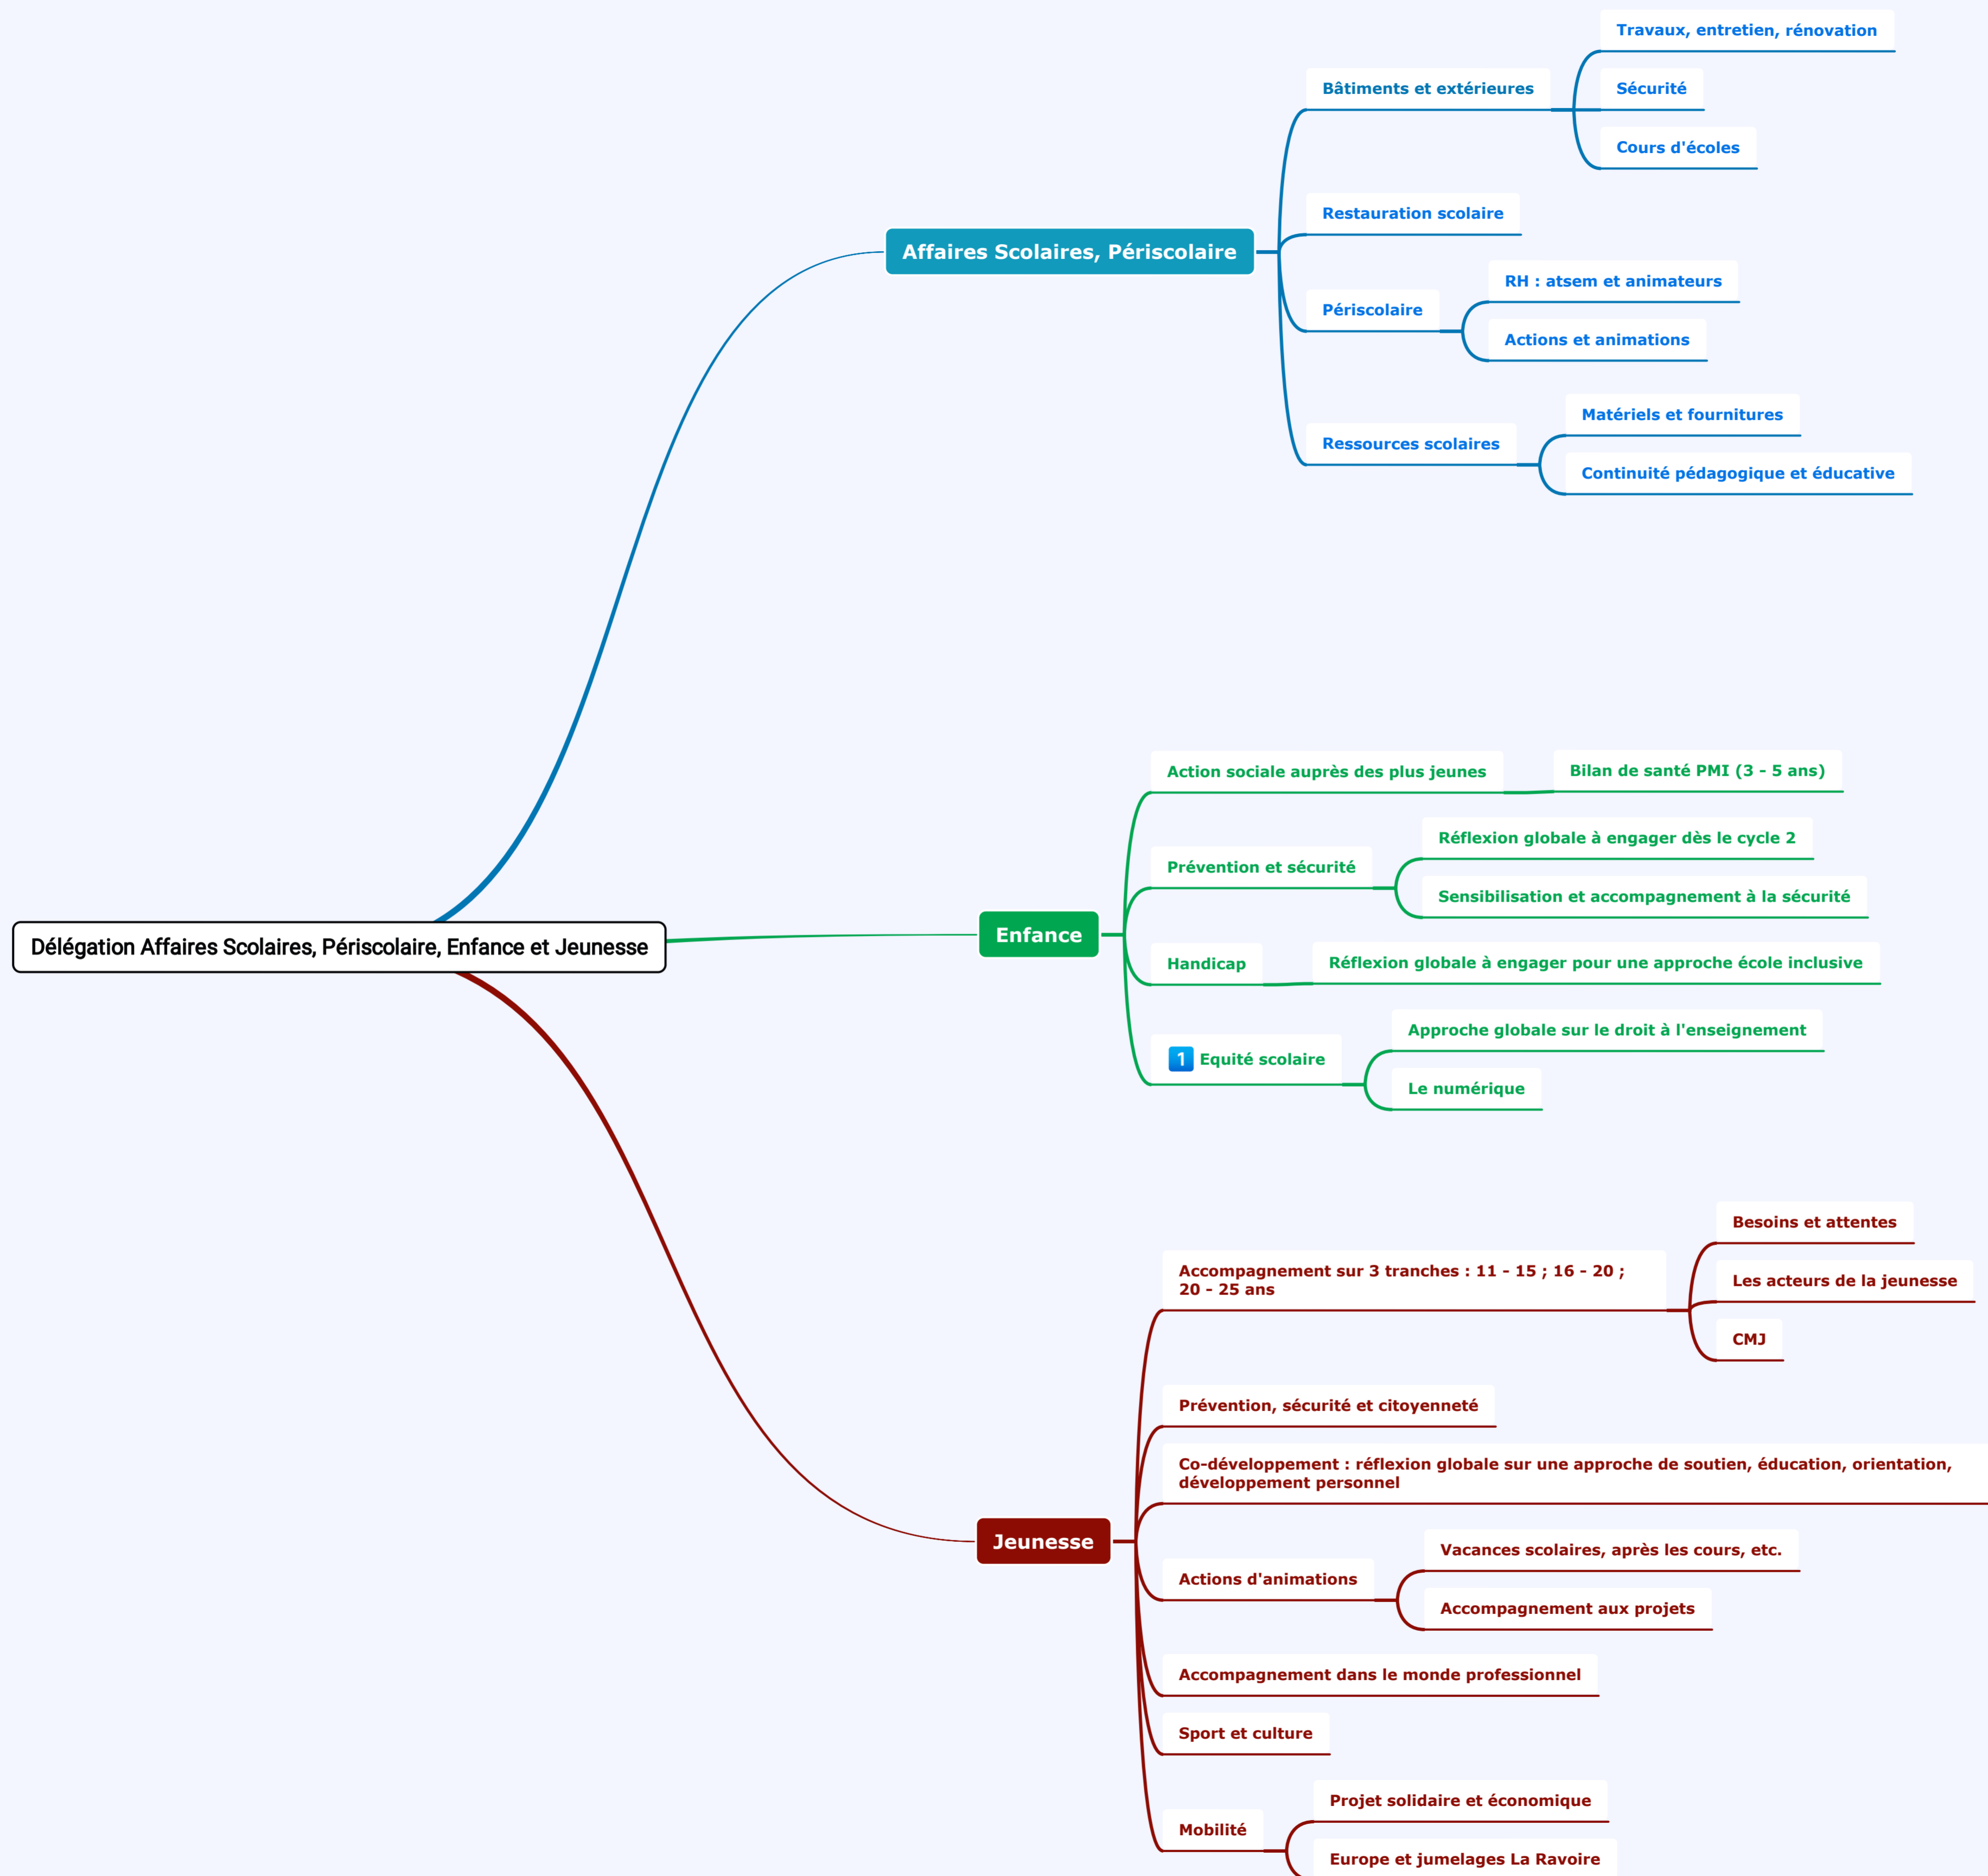 Délégation Affaires Scolaires, Périscolaire, Enfance et Jeunesse
Affaires Scolaires, Périscolaire
Bâtiments et extérieures
Travaux, entretien, rénovation
Sécurité
Cours d'écoles
Restauration scolaire
Périscolaire
RH : atsem et animateurs
Actions et animations
Ressources scolaires
Matériels et fournitures
Continuité pédagogique et éducative
Enfance
Action sociale auprès des plus jeunes
Bilan de santé PMI (3 - 5 ans)
Prévention et sécurité
Réflexion globale à engager dès le cycle 2
Sensibilisation et accompagnement à la sécurité
Handicap
Réflexion globale à engager pour une approche école inclusive
1 Equité scolaire
Approche globale sur le droit à l'enseignement
Le numérique
Jeunesse
Accompagnement sur 3 tranches : 11 - 15 ; 16 - 20 ;
20 - 25 ans
Besoins et attentes
Les acteurs de la jeunesse
CMJ
Prévention, sécurité et citoyenneté
Co-développement : réflexion globale sur une approche de soutien, éducation, orientation,
développement personnel
Actions d'animations
Vacances scolaires, après les cours, etc.
Accompagnement aux projets
Accompagnement dans le monde professionnel
Sport et culture
Mobilité
Projet solidaire et économique
Europe et jumelages La Ravoire